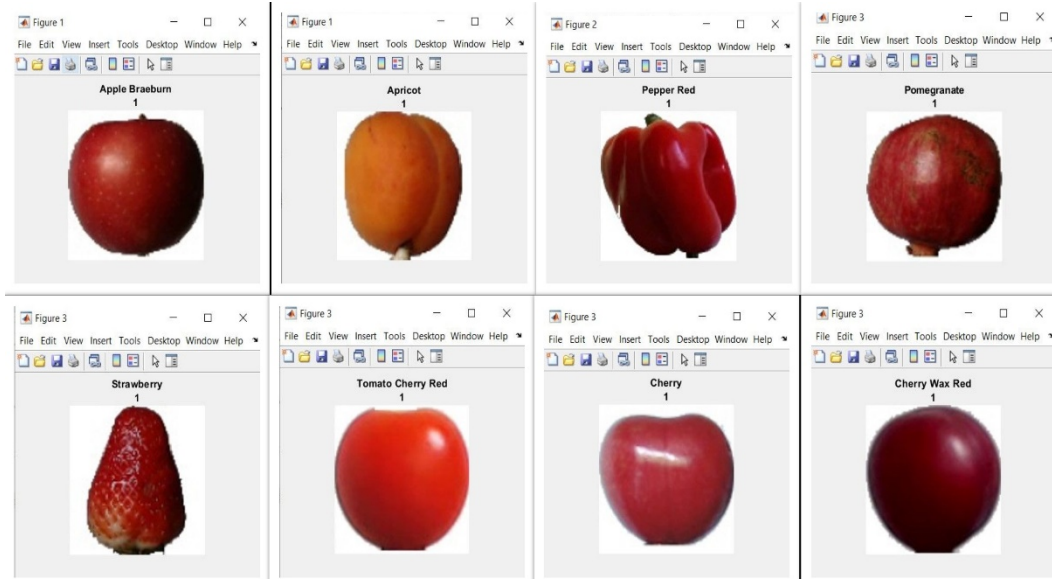 Figure 1
File Edit View Insert Tools Desktop Window Help
Apple Braeburn
1
Figure 1
File Edit View Insert Tools Desktop Window Help
Apricot
1
Figure 2
File Edit View Insert Tools Desktop Window Help
Pepper Red
1
Figure 3
File Edit View Insert Tools Desktop Window Help
Pomegranate
1
Figure 3
File Edit View Insert Tools Desktop Window Help
Strawberry
1
Figure 3
File Edit View Insert Tools Desktop Window Help
Tomato Cherry Red
1
Figure 3
File Edit View Insert Tools Desktop Window Help
Cherry
1
Figure 3
File Edit View Insert Tools Desktop Window Help
Cherry Wax Red
1